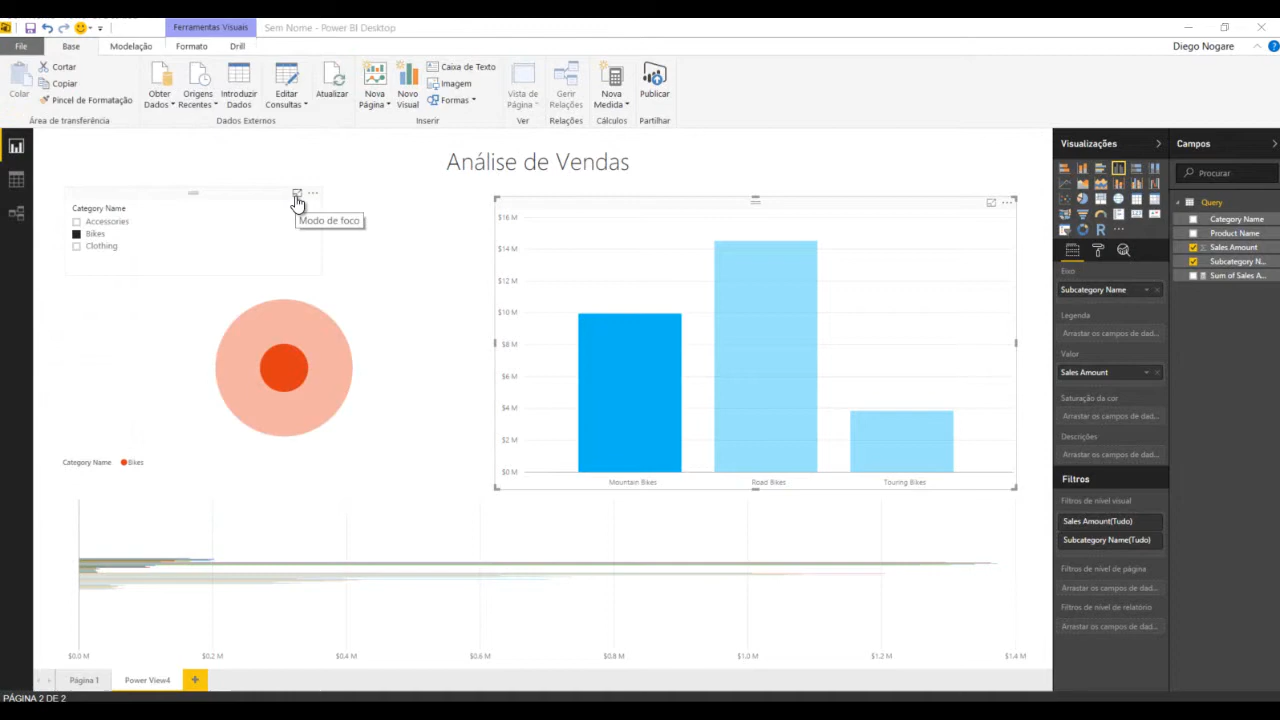 Ferramentas Visuais
Sem Nome - Power BI Desktop
File
Base
Modelação
Formato
Drill
Diego Nogare
?
Colar
Cortar
Copiar
Pincel de Formatação
Área de transferência
Obter Dados
Origens Recentes
Introduzir Dados
Editar Consultas
Atualizar
Dados Externos
Nova Página
Novo Visual
Caixa de Texto
Imagem
Formas
Inserir
Vista de Página
Ver
Gerir Relações
Relações
Nova Medida
Cálculos
Publicar
Partilhar
Análise de Vendas
Category Name
Accessories
Bikes
Clothing
Modo de foco
Category Name
Bikes
$16 M
$14 M
$12 M
$10 M
$8 M
$6 M
$4 M
$2 M
$0 M
Mountain Bikes
Road Bikes
Touring Bikes
$0.0 M
$0.2 M
$0.4 M
$0.6 M
$0.8 M
$1.0 M
$1.2 M
$1.4 M
Visualizações
R
Eixo
Subcategory Name
Legenda
Arrastar os campos de dad...
Valor
Sales Amount
Saturação da cor
Arrastar os campos de dad...
Descrições
Arrastar os campos de dad...
Filtros
Filtros de nível visual
Sales Amount(Tudo)
Subcategory Name(Tudo)
Filtros de nível de página
Arrastar os campos de dad...
Filtros de nível de relatório
Arrastar os campos de dad...
Campos
Procurar
Query
Category Name
Product Name
Σ Sales Amount
Subcategory N...
Sum of Sales A...
Página 1
Power View4
PÁGINA 2 DE 2